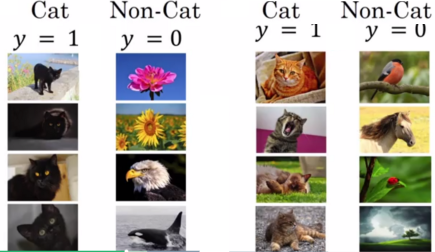 Cat Non-Cat Cat Non-Cat
y = 1 y = 0 y = 1 y = 0